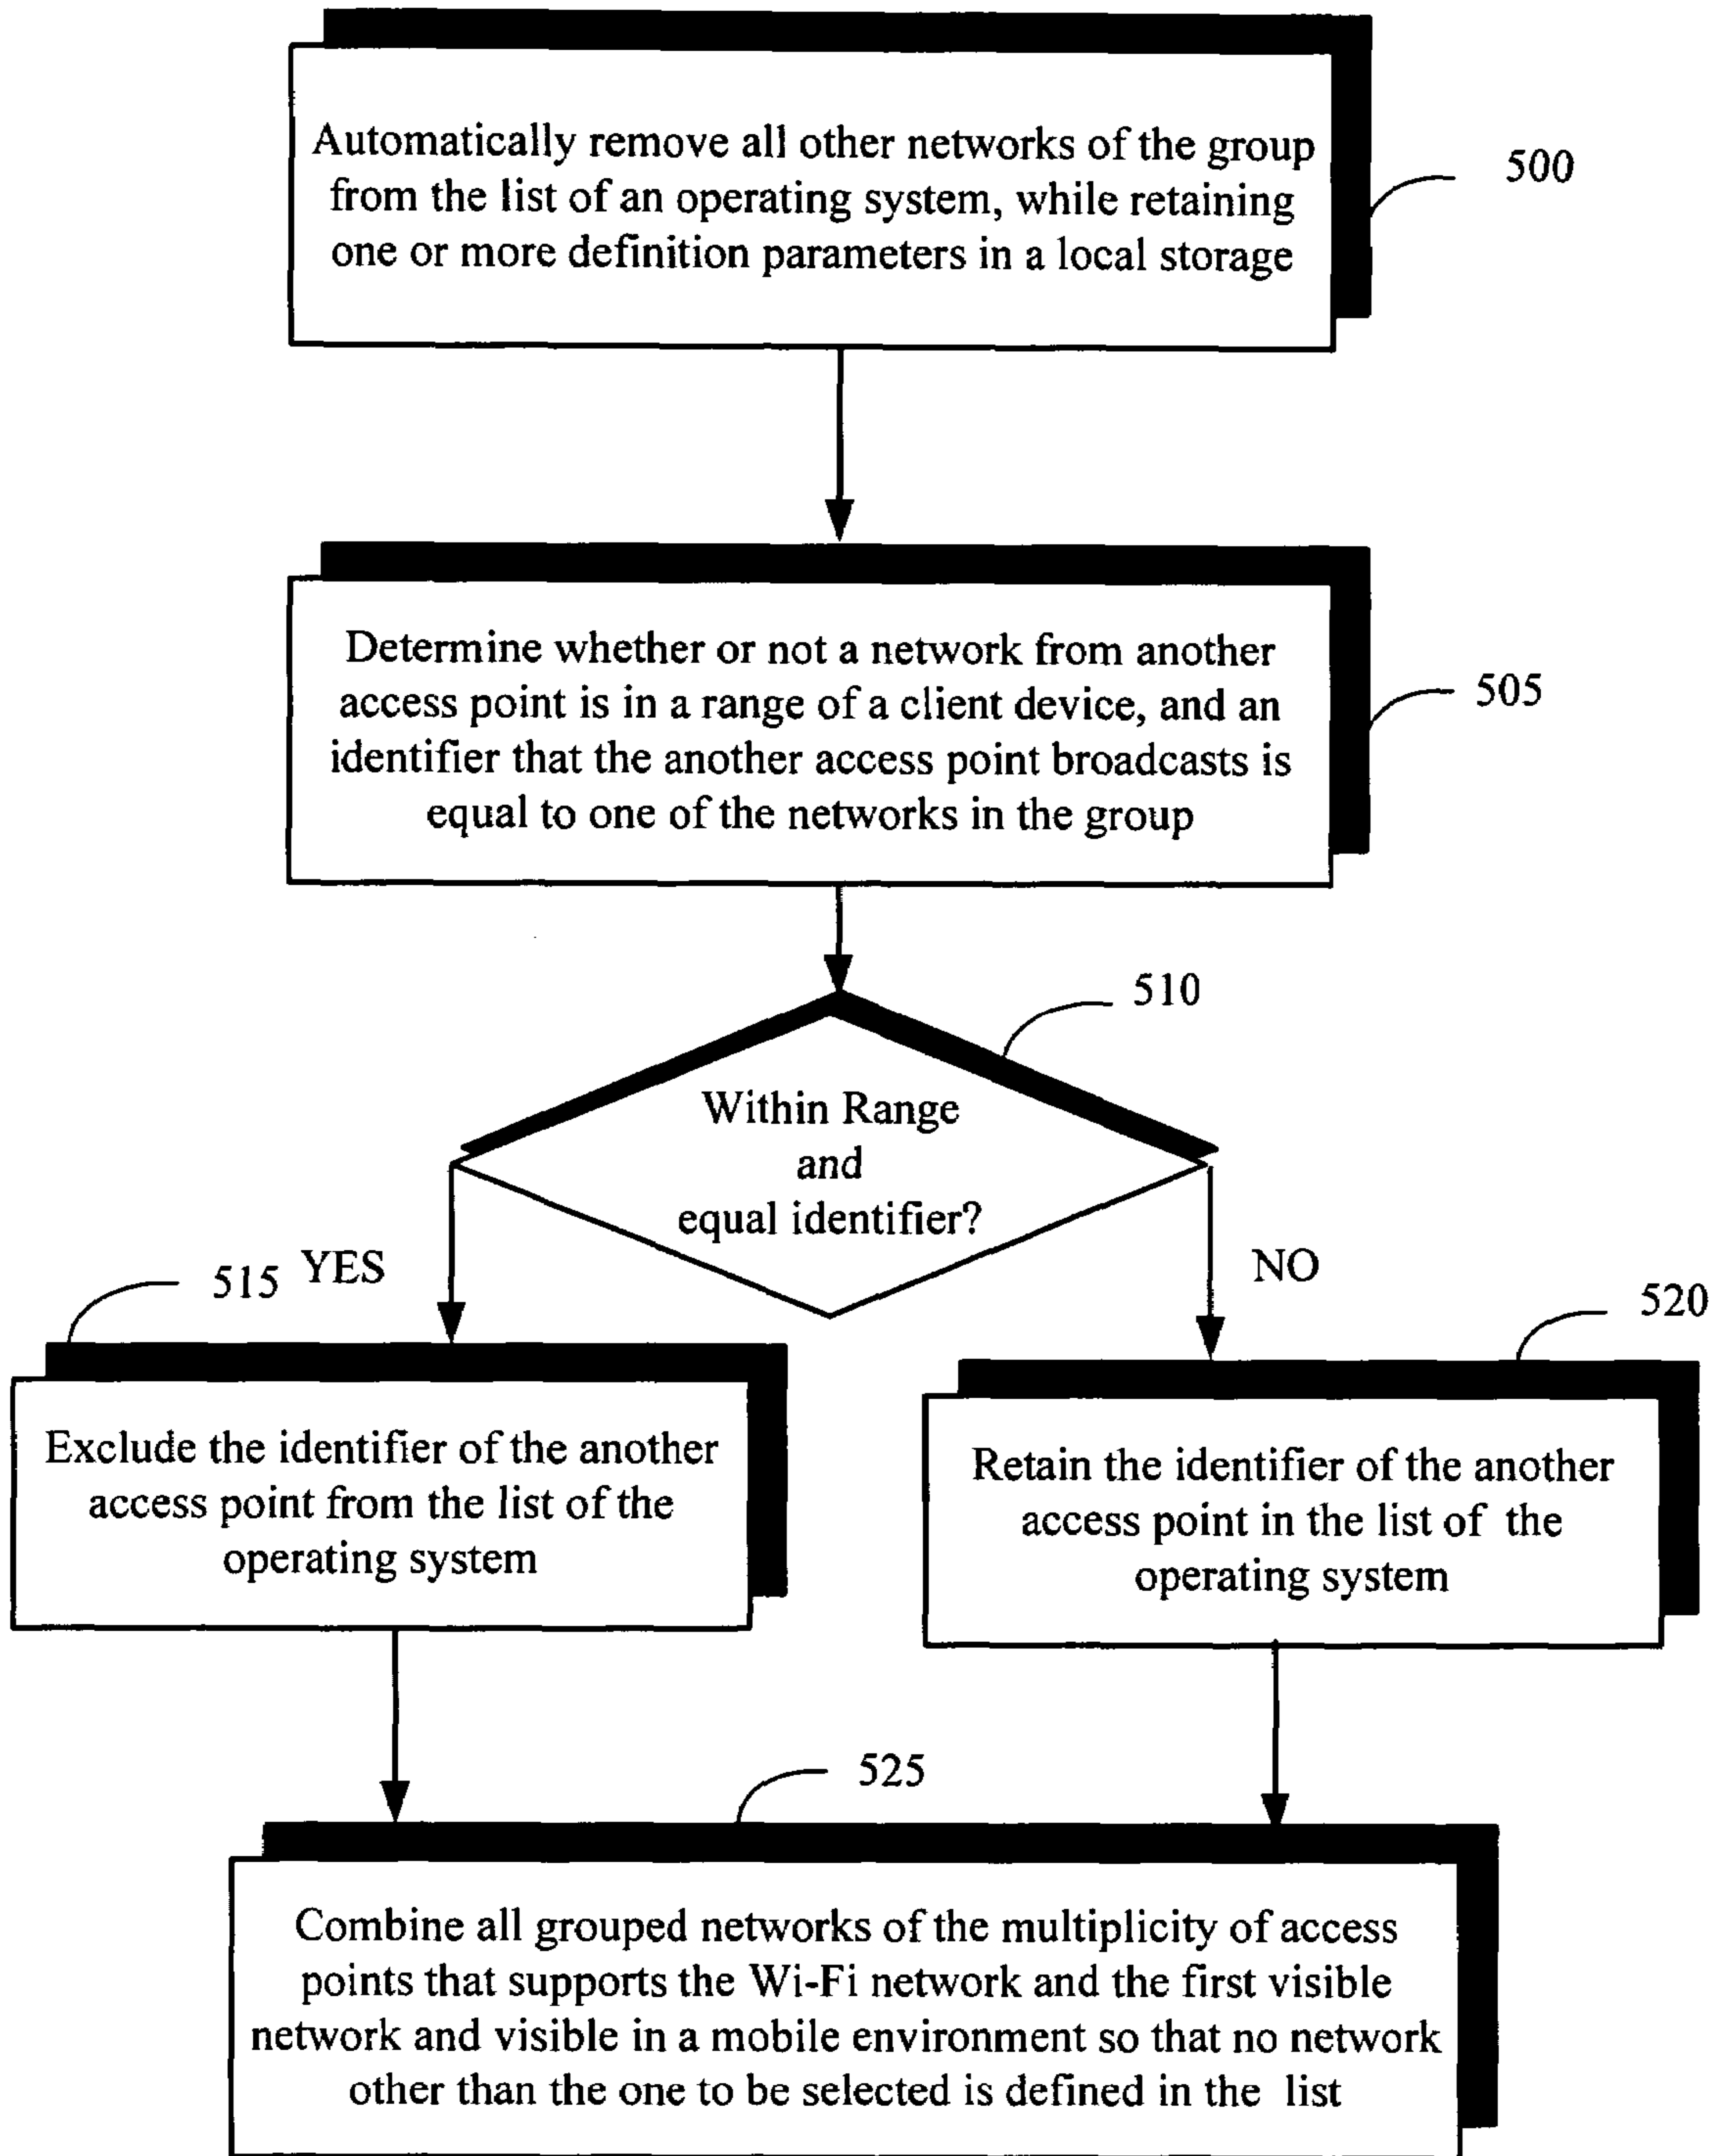 Automatically remove all other networks of the group
from the list of an operating system, while retaining
one or more definition parameters in a local storage
500
Determine whether or not a network from another
access point is in a range of a client device, and an
identifier that the another access point broadcasts is
equal to one of the networks in the group
505
510
Within Range
and
equal identifier?
515
YES
NO
520
Exclude the identifier of the another
access point from the list of the
operating system
Retain the identifier of the another
access point in the list of the
operating system
525
Combine all grouped networks of the multiplicity of access
points that supports the Wi-Fi network and the first visible
network and visible in a mobile environment so that no network
other than the one to be selected is defined in the list